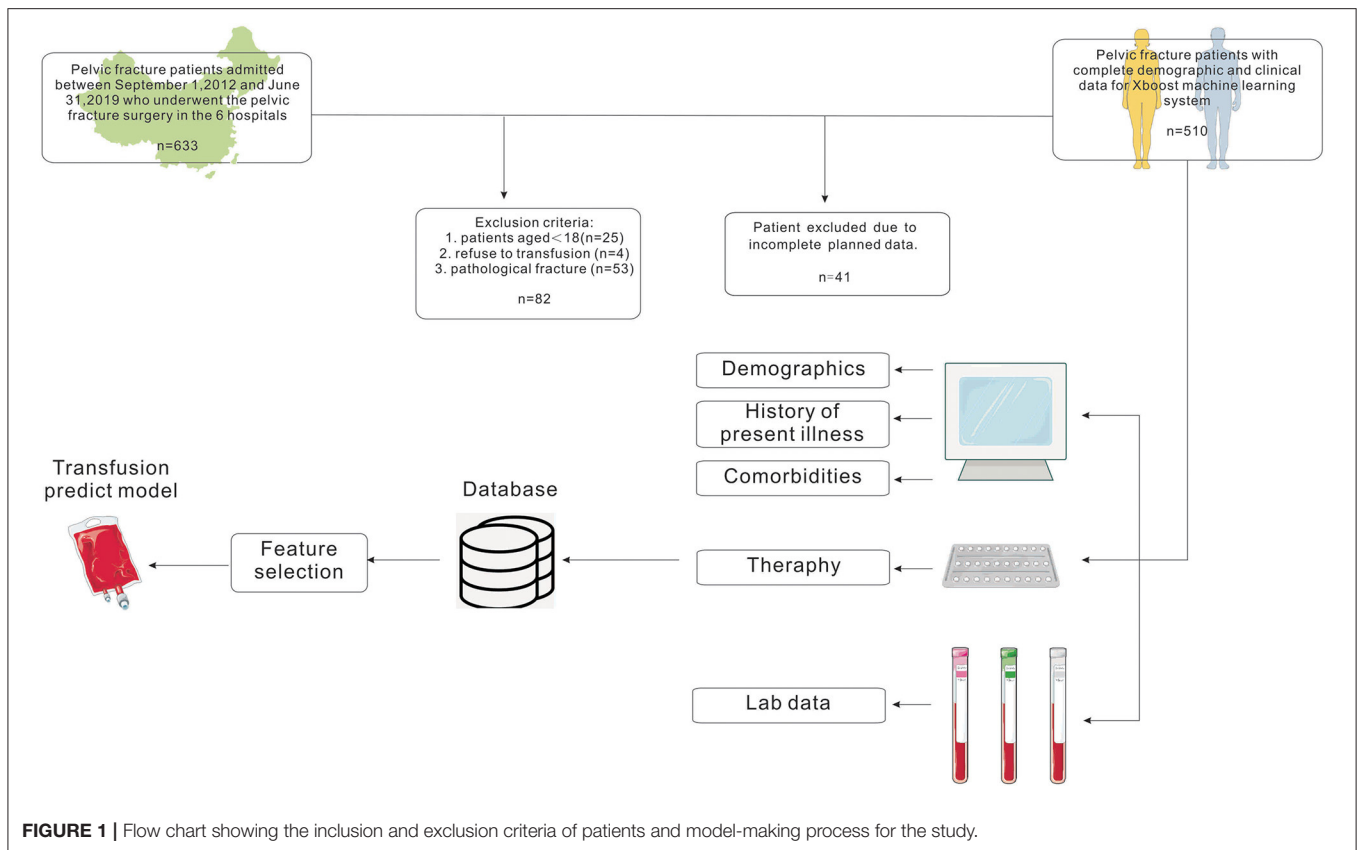 Pelvic fracture patients admitted
between September 1,2012 and June
31,2019 who underwent the pelvic
fracture surgery in the 6 hospitals
n=633
Pelvic fracture patients with
complete demographic and clinical
data for Xboost machine learning
system
n=510
Exclusion criteria:
1. patients aged＜18(n=25)
2. refuse to transfusion (n=4)
3. pathological fracture (n=53)
n=82
Patient excluded due to
incomplete planned data.
n=41
Demographics
History of
present illness
Comorbidities
Transfusion
predict model
Database
Feature
selection
Theraphy
Lab data
FIGURE 1 | Flow chart showing the inclusion and exclusion criteria of patients and model-making process for the study.